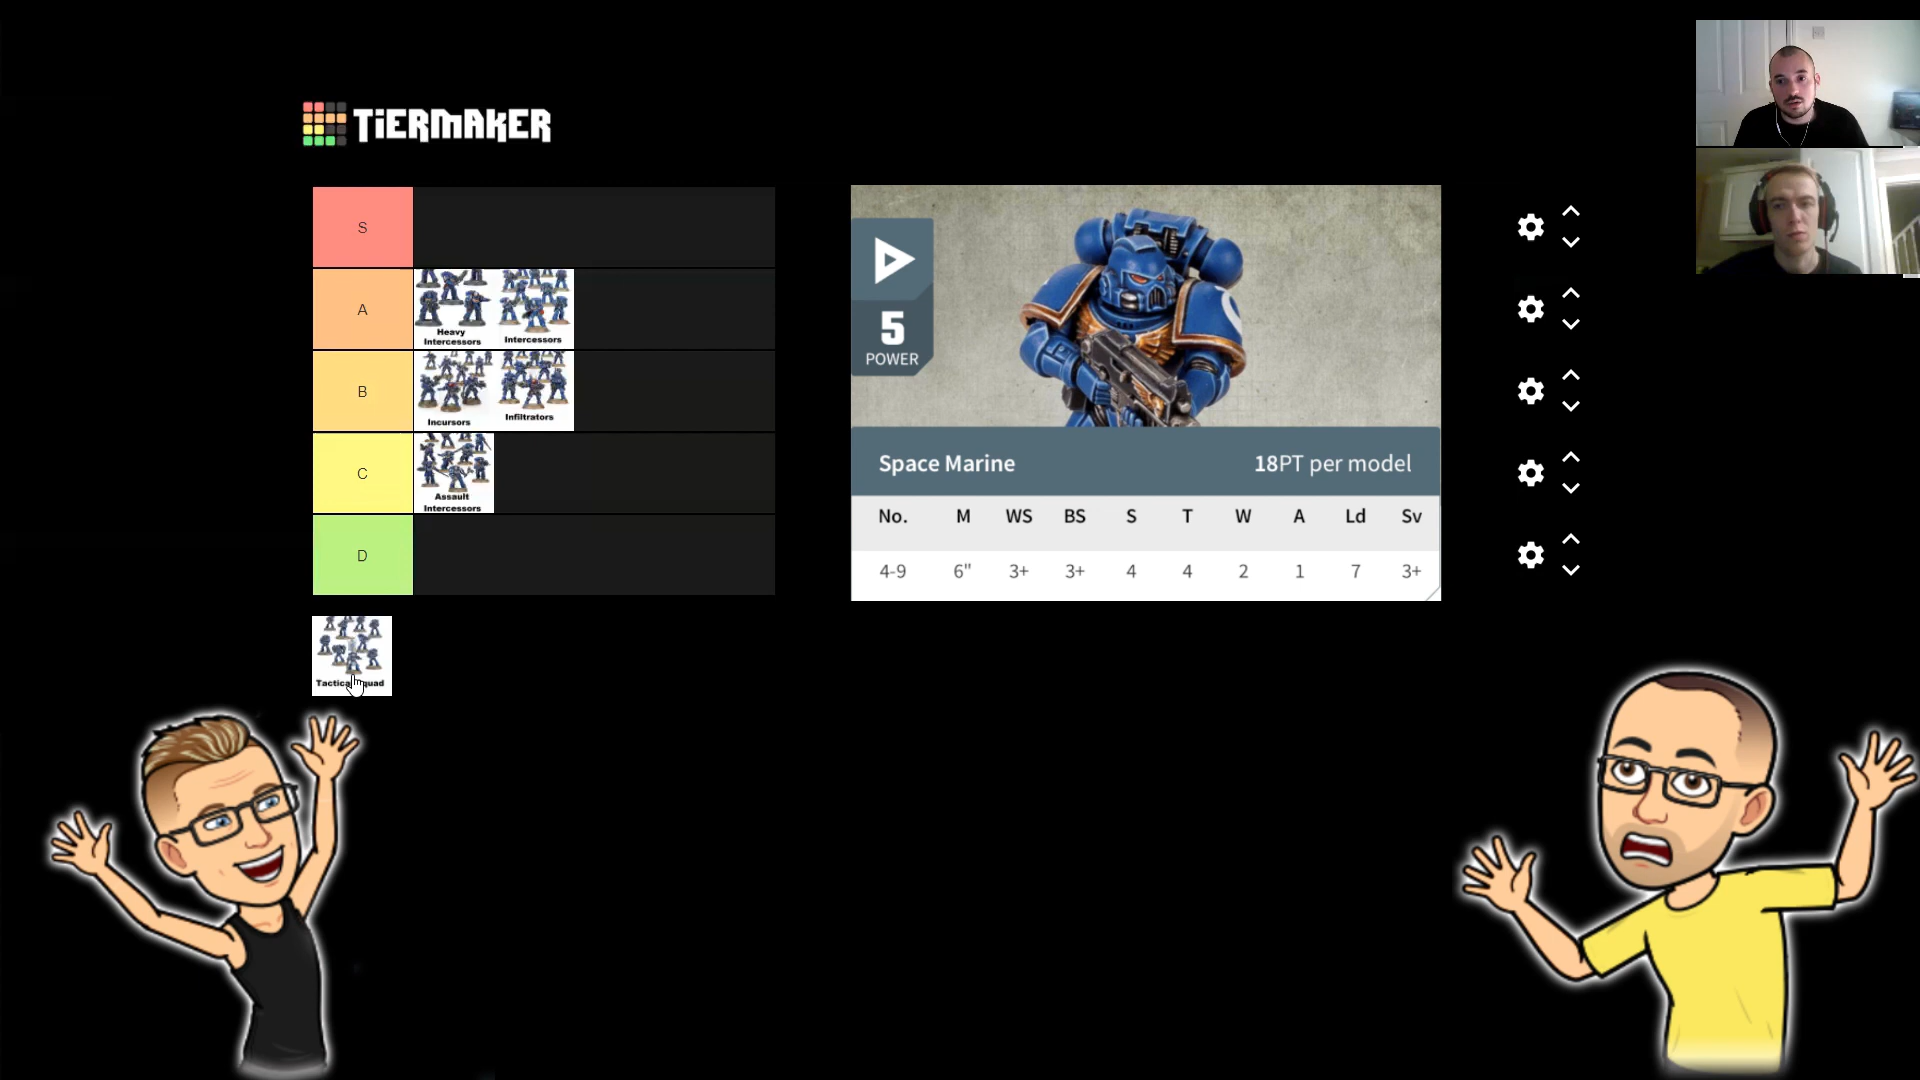 TiERMAKER
S
A
Heavy
Intercessors
Intercessors
B
Incursors
Infiltrators
C
Assault
Intercessors
D
Tactical Squad
5
POWER
Space Marine
18PT per model
No. M WS BS S T W A Ld Sv
4-9 6" 3+ 3+ 4 4 2 1 7 3+